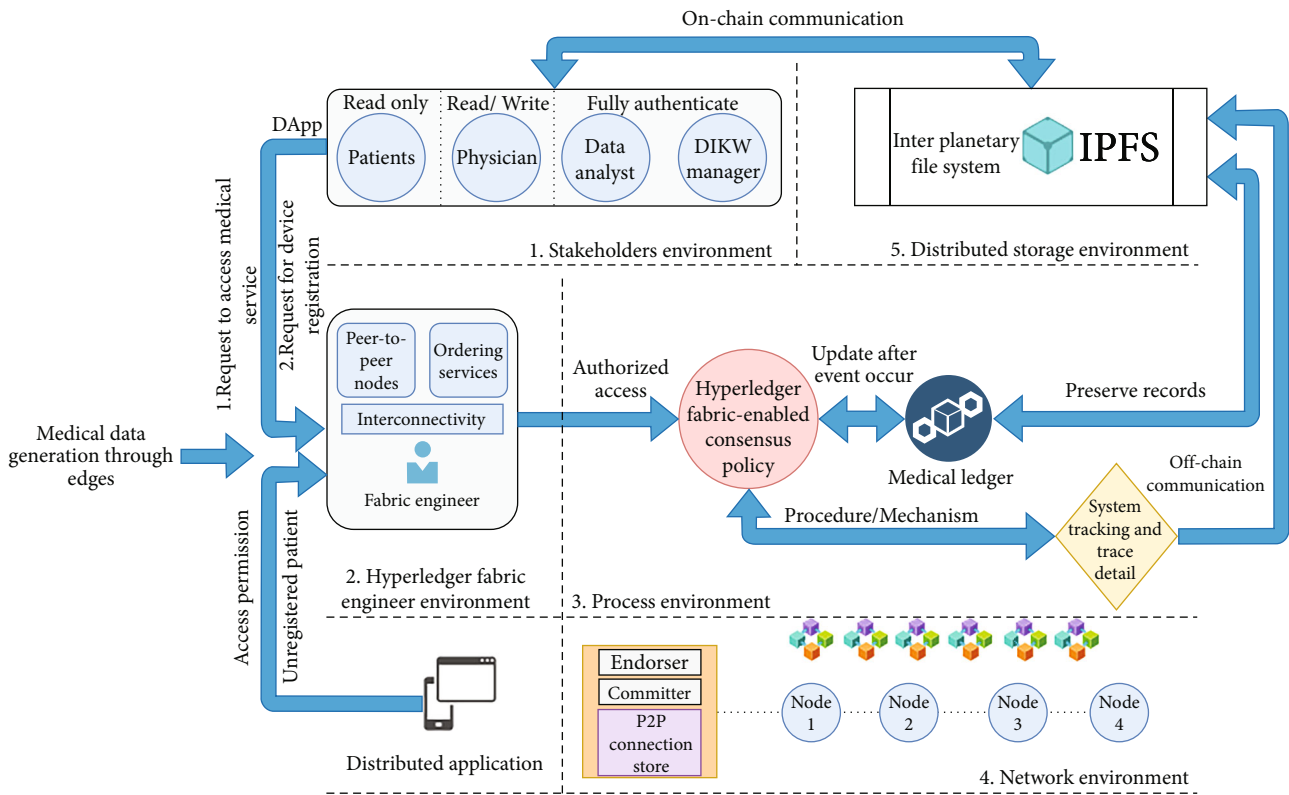 On-chain communication
DApp
Read only
Read/ Write
Fully authenticate
Patients
Physician
Data
analyst
DIKW
manager
Inter planetary
file system
IPFS
1. Stakeholders environment
5. Distributed storage environment
1.Request to access medical
service
2.Request for device
registration
Peer-to-
peer
nodes
Ordering
services
Interconnectivity
Fabric engineer
Authorized
access
Hyperledger
fabric-enabled
consensus
policy
Update after
event occur
Medical ledger
Preserve records
Medical data
generation through
edges
Procedure/Mechanism
System
tracking and
trace
detail
Off-chain
communication
2. Hyperledger fabric
engineer environment
3. Process environment
Access permission
Unregistered patient
Distributed application
Endorser
Committer
P2P
connection
store
Node
1
Node
2
Node
3
Node
4
4. Network environment